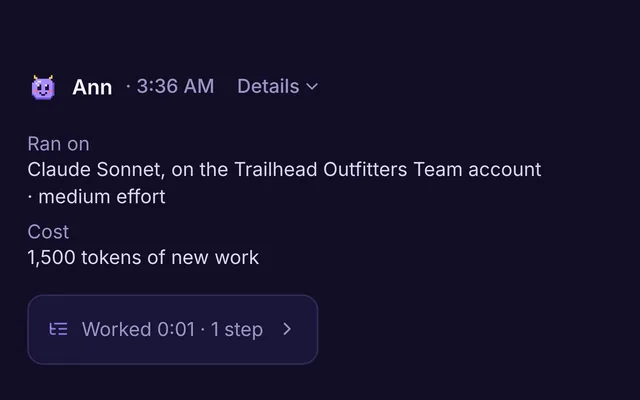 Ann · 3:36 AM Details
Ran on
Claude Sonnet, on the Trailhead Outfitters Team account
· medium effort
Cost
1,500 tokens of new work
Worked 0:01 · 1 step